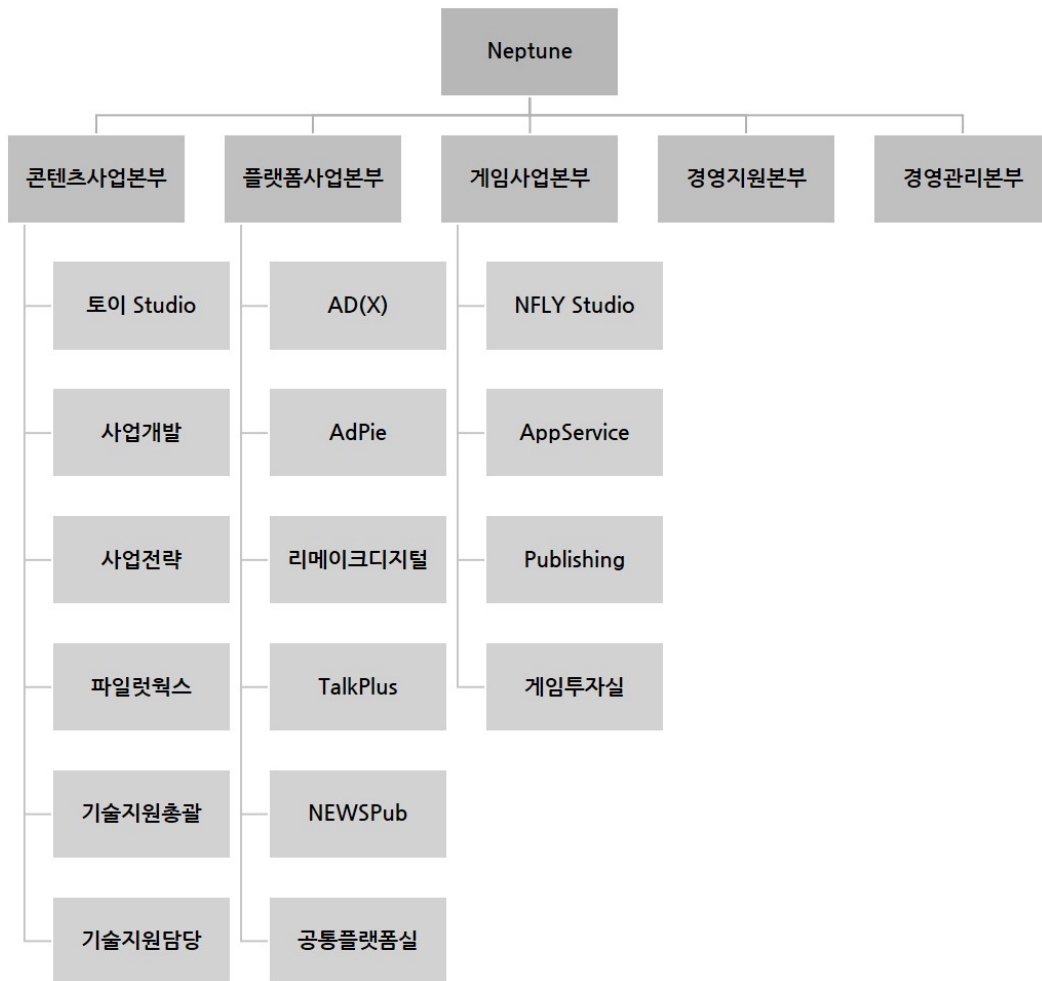 Neptune
콘텐츠사업본부
플랫폼사업본부
게임사업본부
경영지원본부
경영관리본부
토이 Studio
AD(X)
NFLY Studio
사업개발
AdPie
AppService
사업전략
리메이크디지털
Publishing
파일럿웍스
TalkPlus
게임투자실
기술지원총괄
NEWSPub
기술지원담당
공통플랫폼실